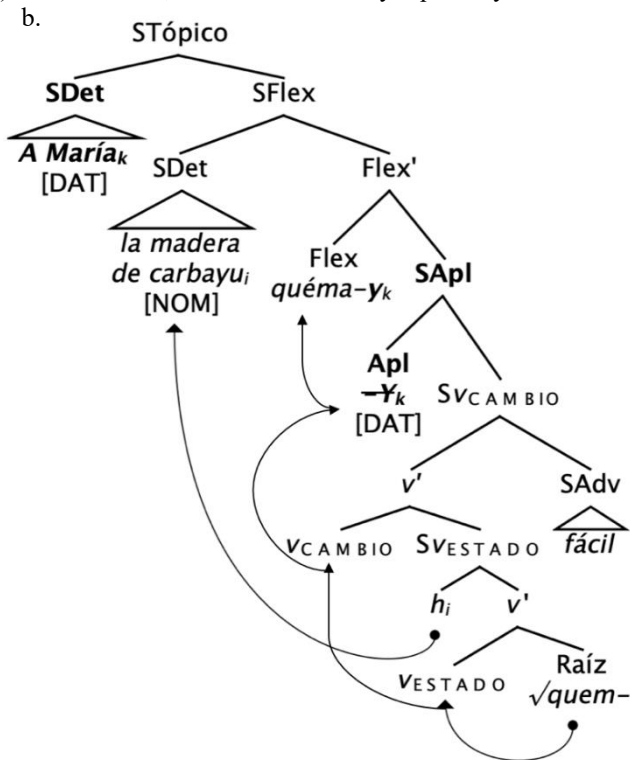 b.
STópico
SDet SFlex
A Maríaₖ
[DAT]
SDet Flex'
la madera
de carbayuᵢ
[NOM]
Flex
quéma-yₖ
SApl
Apl
-Yₖ
[DAT]
SvCAMBIO
v' SAdv
fácil
vCAMBIO SvESTADO
hᵢ v'
vESTADO Raíz
√quem-